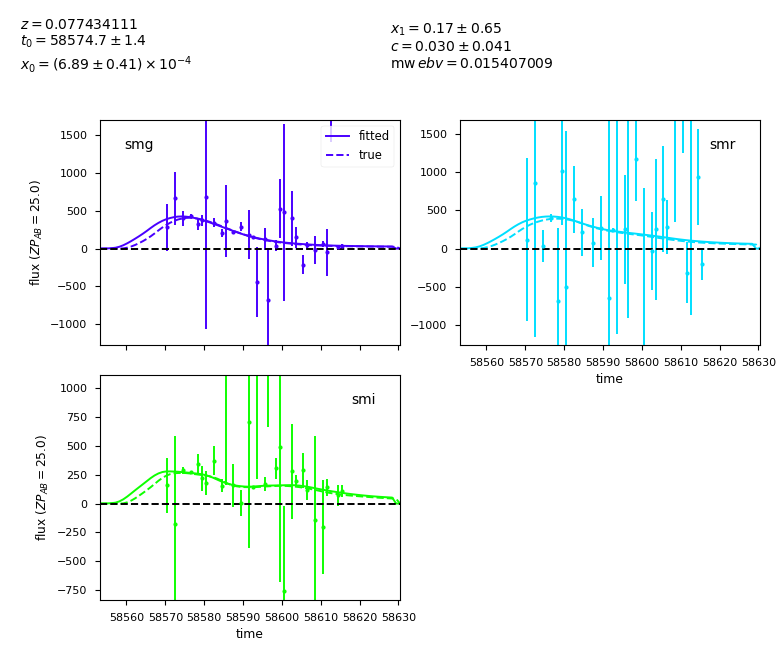 z = 0.077434111
t₀ = 58574.7 ± 1.4
x₀ = (6.89 ± 0.41) × 10⁻⁴
x₁ = 0.17 ± 0.65
c = 0.030 ± 0.041
mw ebv = 0.015407009
smg
fitted
true
1500
1000
500
0
−500
−1000
flux (ZP_AB = 25.0)
smr
1500
1000
500
0
−500
−1000
58560 58570 58580 58590 58600 58610 58620 58630
time
smi
1000
750
500
250
0
−250
−500
−750
flux (ZP_AB = 25.0)
58560 58570 58580 58590 58600 58610 58620 58630
time